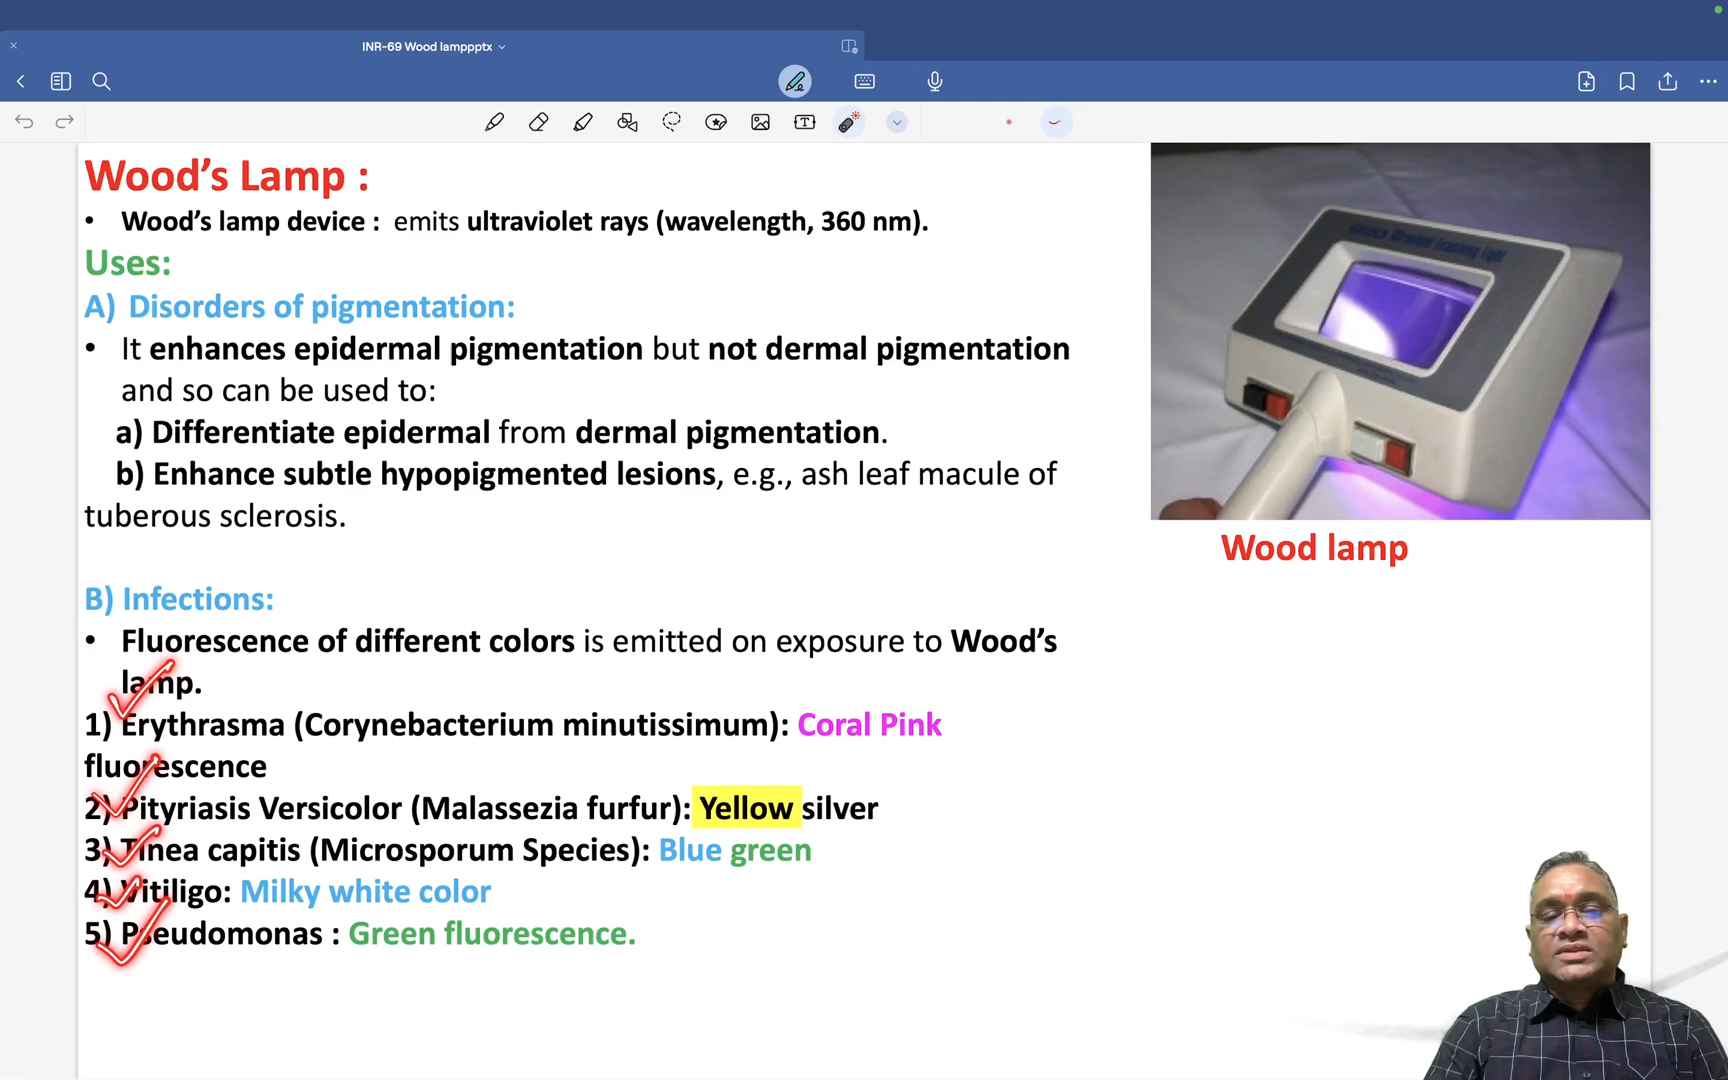 INR-69 Wood lamppptx
Wood’s Lamp :
• Wood’s lamp device : emits ultraviolet rays (wavelength, 360 nm).
Uses:
A) Disorders of pigmentation:
• It enhances epidermal pigmentation but not dermal pigmentation
and so can be used to:
a) Differentiate epidermal from dermal pigmentation.
b) Enhance subtle hypopigmented lesions, e.g., ash leaf macule of
tuberous sclerosis.
B) Infections:
• Fluorescence of different colors is emitted on exposure to Wood’s
lamp.
1) Erythrasma (Corynebacterium minutissimum): Coral Pink
fluorescence
2) Pityriasis Versicolor (Malassezia furfur): Yellow silver
3) Tinea capitis (Microsporum Species): Blue green
4) Vitiligo: Milky white color
5) Pseudomonas : Green fluorescence.
Wood lamp